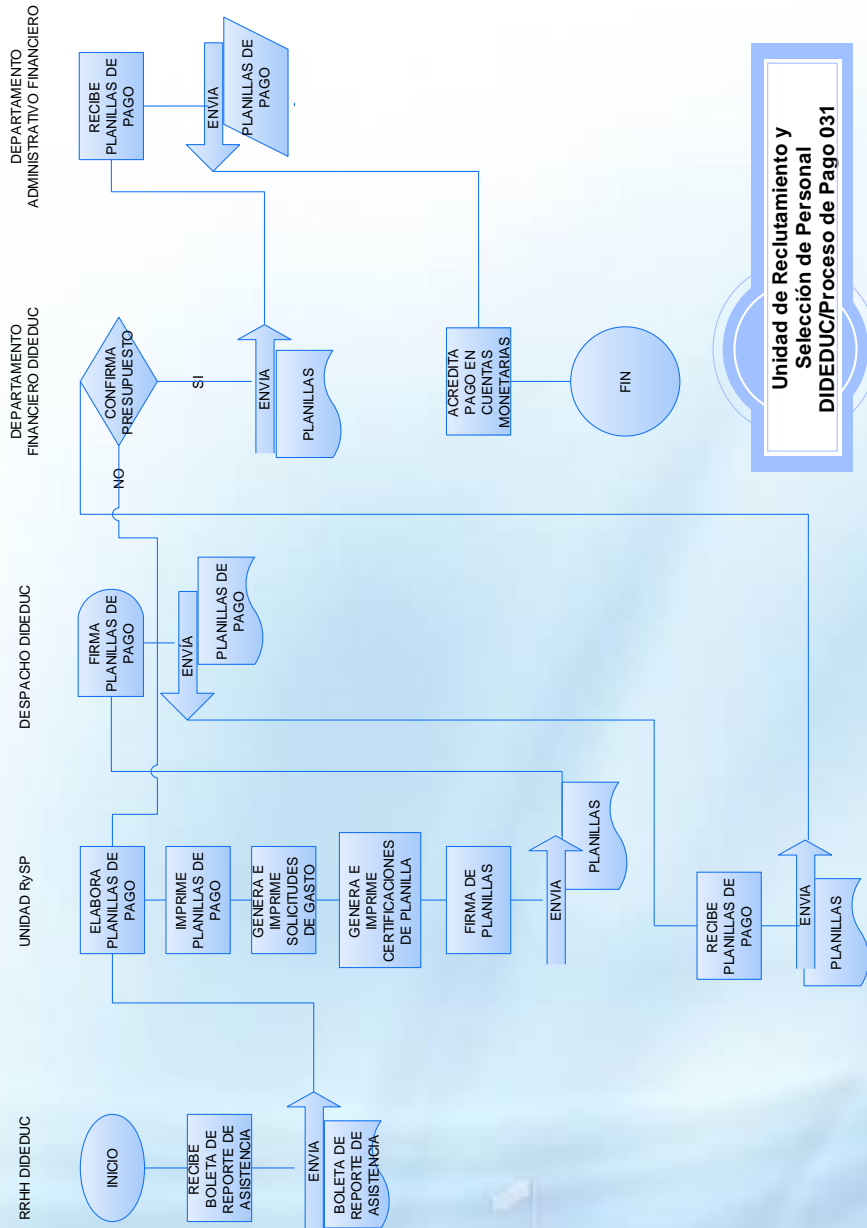 RRHH DIDEDUC
UNIDAD RySP
DESPACHO DIDEDUC
DEPARTAMENTO
FINANCIERO DIDEDUC
DEPARTAMENTO
ADMINISTRATIVO FINANCIERO
INICIO
RECIBE
BOLETA DE
REPORTE DE
ASISTENCIA
ENVIA
BOLETA DE
REPORTE DE
ASISTENCIA
ELABORA
PLANILLAS DE
PAGO
IMPRIME
PLANILLAS DE
PAGO
GENERA E
IMPRIME
SOLICITUDES
DE GASTO
GENERA E
IMPRIME
CERTIFICACIONES
DE PLANILLA
FIRMA DE
PLANILLAS
ENVIA
PLANILLAS
RECIBE
PLANILLAS DE
PAGO
ENVIA
PLANILLAS
FIRMA
PLANILLAS DE
PAGO
ENVÍA
PLANILLAS DE
PAGO
CONFIRMA
PRESUPUESTO
NO
SI
ENVIA
PLANILLAS
ACREDITA
PAGO EN
CUENTAS
MONETARIAS
FIN
RECIBE
PLANILLAS DE
PAGO
ENVIA
PLANILLAS DE
PAGO
Unidad de Reclutamiento y
Selección de Personal
DIDEDUC/Proceso de Pago 031